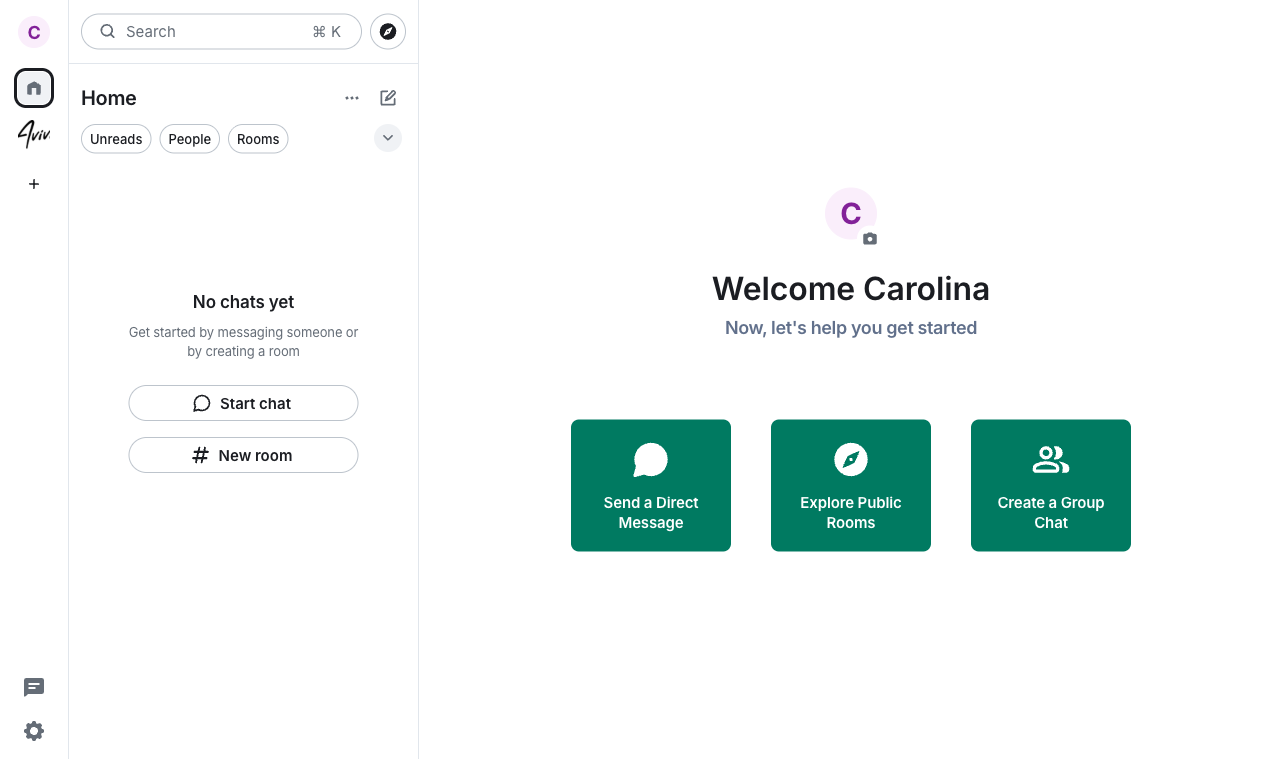 C
Search ⌘ K
Home
Unreads People Rooms
No chats yet
Get started by messaging someone or
by creating a room
Start chat
New room
C
Welcome Carolina
Now, let's help you get started
Send a Direct
Message
Explore Public
Rooms
Create a Group
Chat